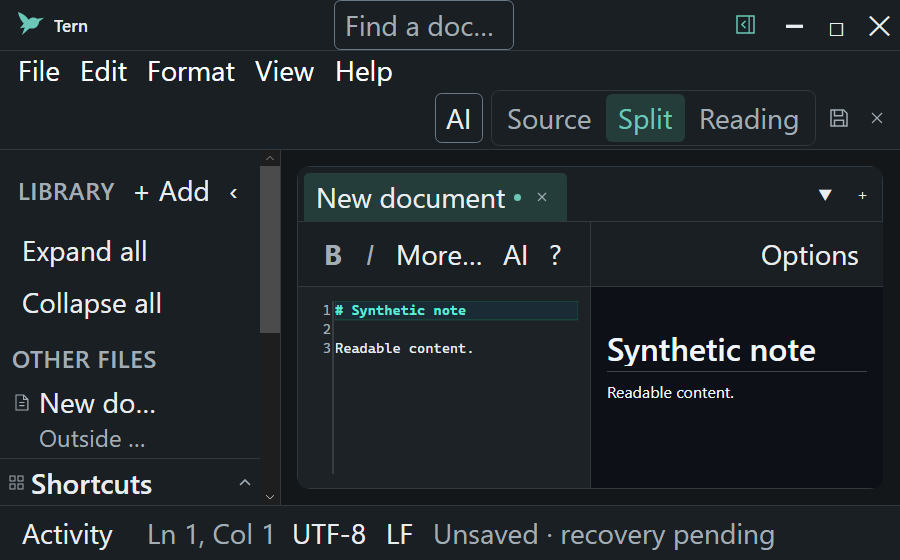 Tern
Find a doc...
File Edit Format View Help
AI Source Split Reading
LIBRARY + Add
Expand all
Collapse all
OTHER FILES
New do...
Outside ...
Shortcuts
New document
B I More... AI ?
Options
1 # Synthetic note
2
3 Readable content.
Synthetic note
Readable content.
Activity Ln 1, Col 1 UTF-8 LF Unsaved · recovery pending